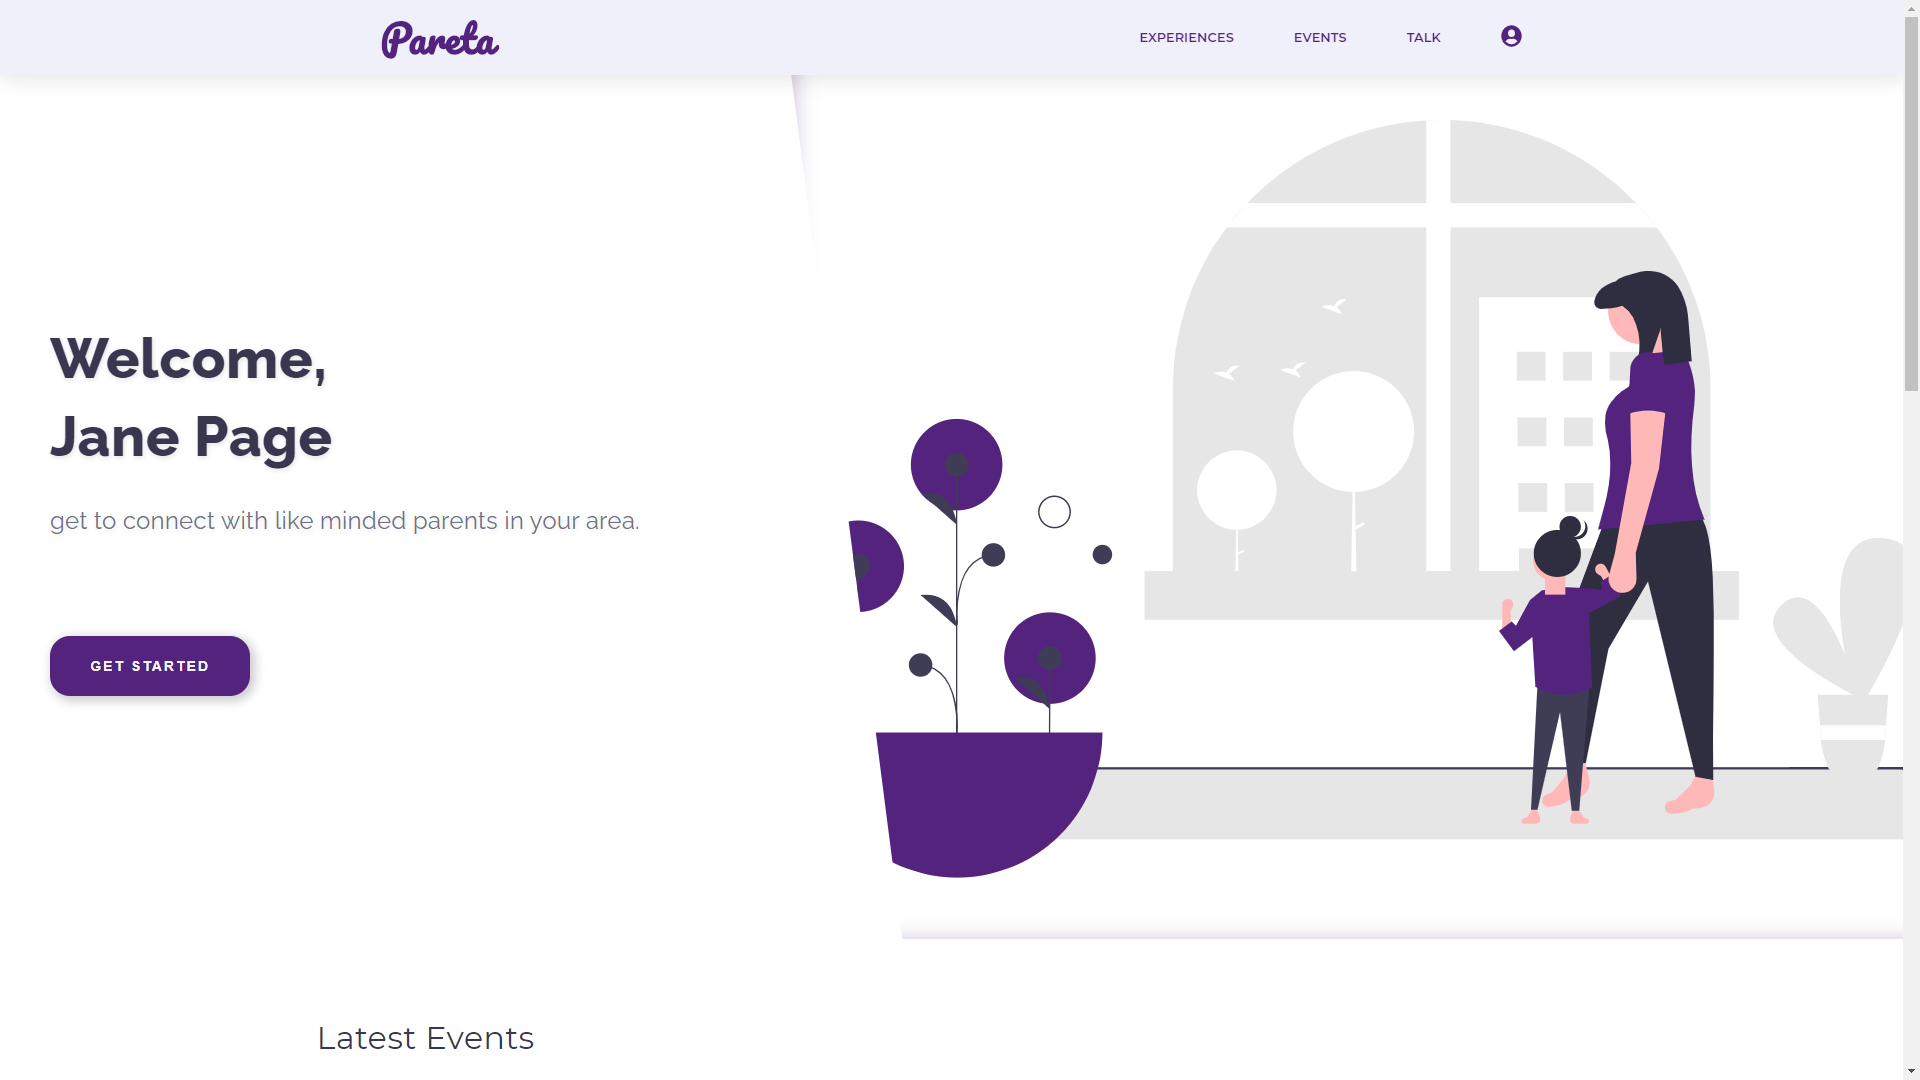 Pareta
EXPERIENCES
EVENTS
TALK
Welcome,
Jane Page
get to connect with like minded parents in your area.
GET STARTED
Latest Events